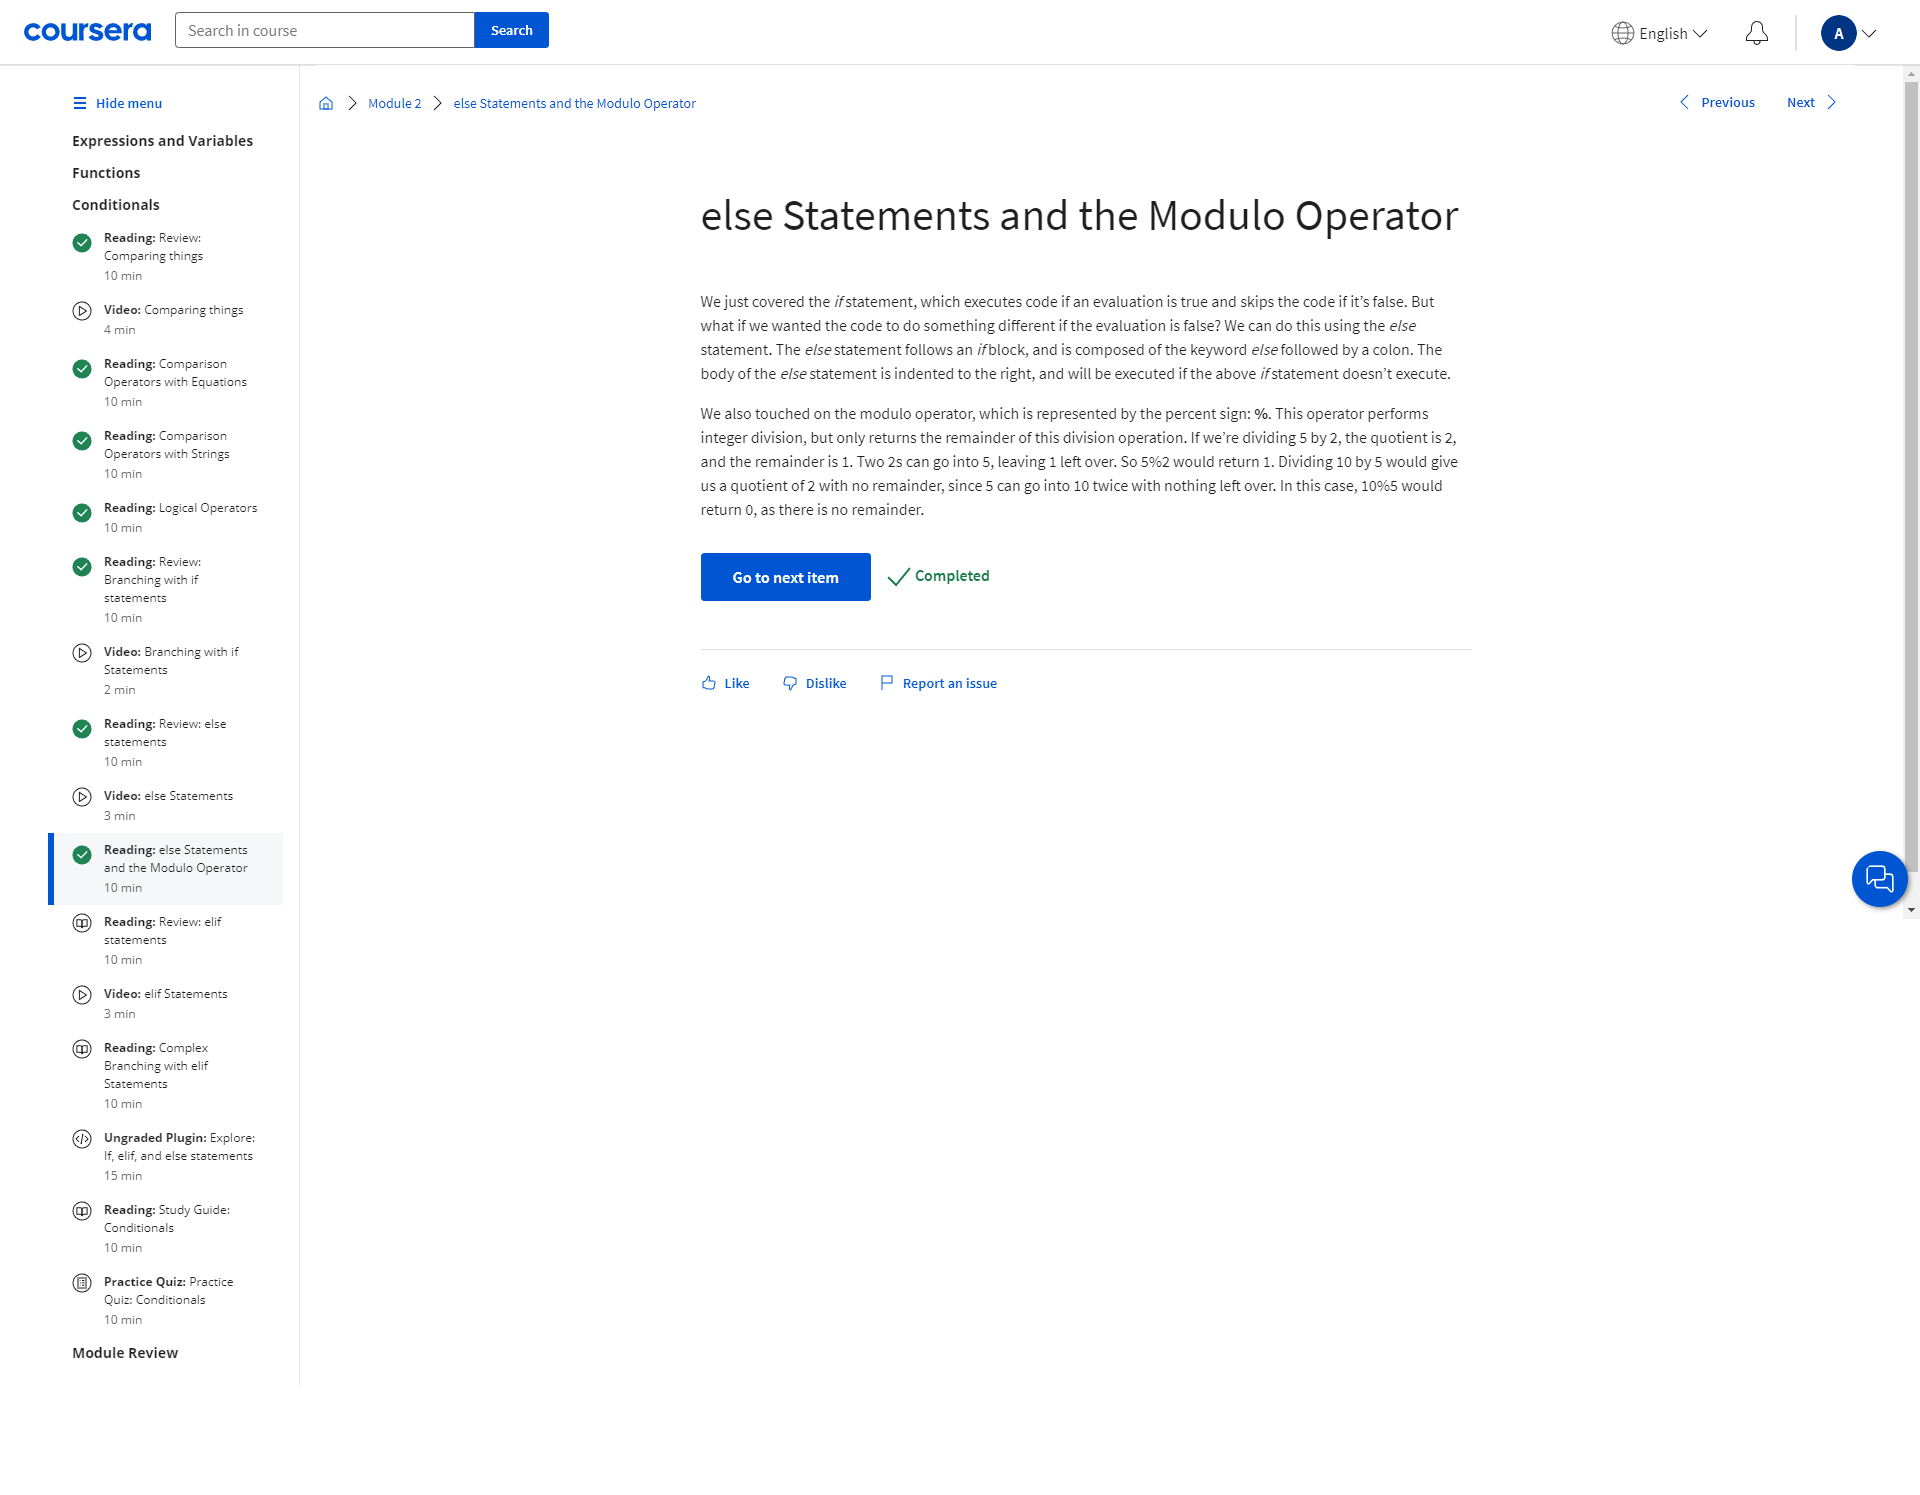 coursera
Search in course
Search
English
A
Hide menu
Expressions and Variables
Functions
Conditionals
Reading: Review:
Comparing things
10 min
Video: Comparing things
4 min
Reading: Comparison
Operators with Equations
10 min
Reading: Comparison
Operators with Strings
10 min
Reading: Logical Operators
10 min
Reading: Review:
Branching with if
statements
10 min
Video: Branching with if
Statements
2 min
Reading: Review: else
statements
10 min
Video: else Statements
3 min
Reading: else Statements
and the Modulo Operator
10 min
Reading: Review: elif
statements
10 min
Video: elif Statements
3 min
Reading: Complex
Branching with elif
Statements
10 min
Ungraded Plugin: Explore:
If, elif, and else statements
15 min
Reading: Study Guide:
Conditionals
10 min
Practice Quiz: Practice
Quiz: Conditionals
10 min
Module Review
Module 2
else Statements and the Modulo Operator
Previous
Next
else Statements and the Modulo Operator
We just covered the if statement, which executes code if an evaluation is true and skips the code if it’s false. But
what if we wanted the code to do something different if the evaluation is false? We can do this using the else
statement. The else statement follows an if block, and is composed of the keyword else followed by a colon. The
body of the else statement is indented to the right, and will be executed if the above if statement doesn’t execute.
We also touched on the modulo operator, which is represented by the percent sign: %. This operator performs
integer division, but only returns the remainder of this division operation. If we’re dividing 5 by 2, the quotient is 2,
and the remainder is 1. Two 2s can go into 5, leaving 1 left over. So 5%2 would return 1. Dividing 10 by 5 would give
us a quotient of 2 with no remainder, since 5 can go into 10 twice with nothing left over. In this case, 10%5 would
return 0, as there is no remainder.
Go to next item
Completed
Like
Dislike
Report an issue